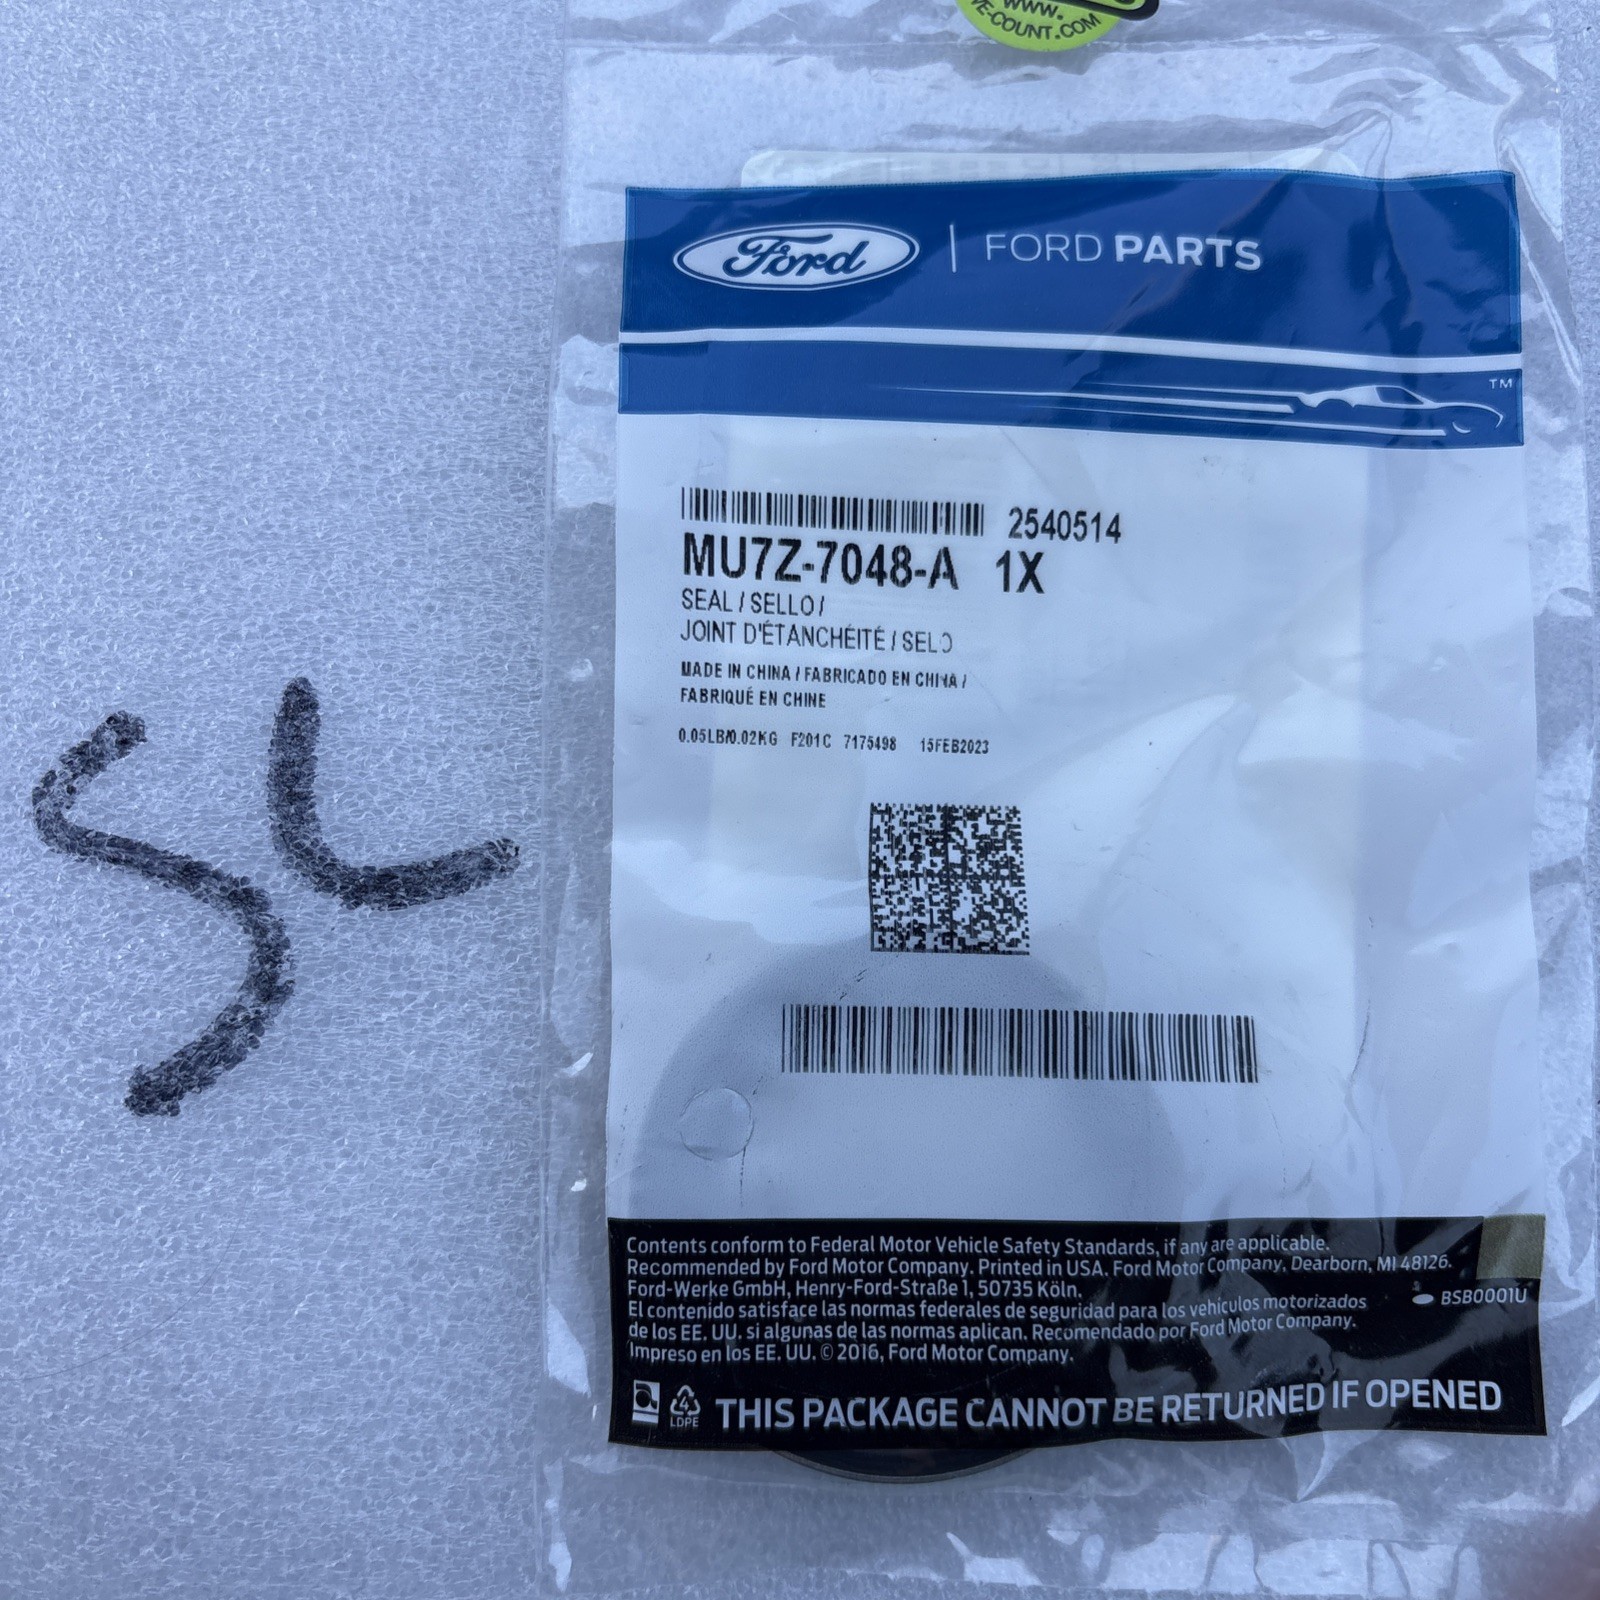 WWW.
VE-COUNT.COM
Ford | FORD PARTS
TM
2540514
MU7Z-7048-A 1X
SEAL / SELLO /
JOINT D'ÉTANCHÉITÉ / SELO
MADE IN CHINA / FABRICADO EN CHINA /
FABRIQUÉ EN CHINE
0.05LB/0.02KG F201C 7175498 15FEB2023
SL
Contents conform to Federal Motor Vehicle Safety Standards, if any are applicable.
Recommended by Ford Motor Company. Printed in USA. Ford Motor Company, Dearborn, MI 48126.
Ford-Werke GmbH, Henry-Ford-Straße 1, 50735 Köln.
El contenido satisface las normas federales de seguridad para los vehículos motorizados
de los EE. UU. si algunas de las normas aplican. Recomendado por Ford Motor Company.
Impreso en los EE. UU. © 2016, Ford Motor Company.
BSB0001U
4
LDPE
THIS PACKAGE CANNOT BE RETURNED IF OPENED